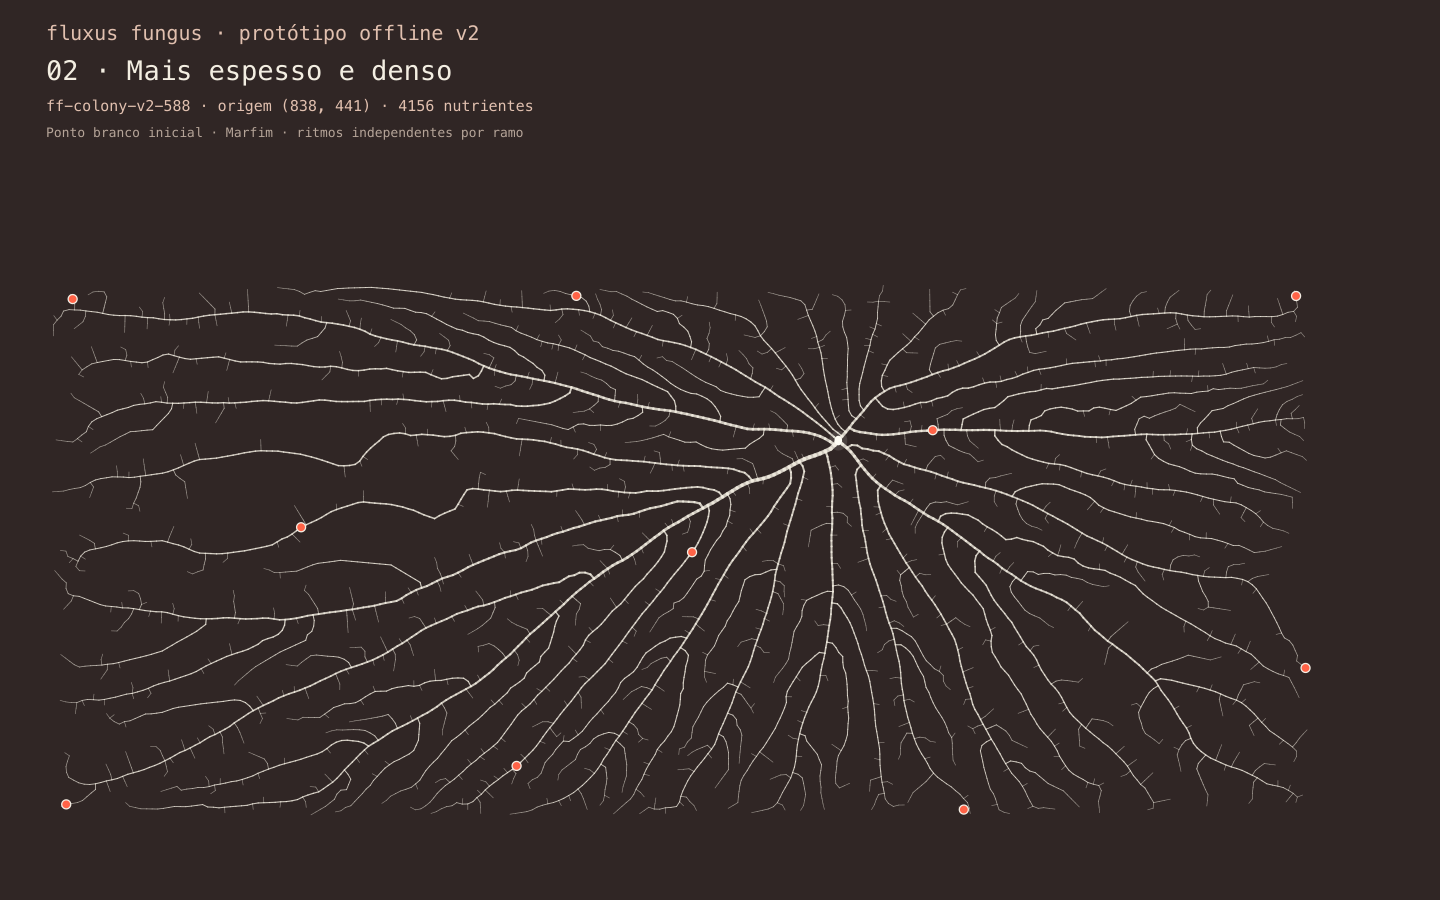 fluxus fungus · protótipo offline v2
02 · Mais espesso e denso
ff-colony-v2-588 · origem (838, 441) · 4156 nutrientes
Ponto branco inicial · Marfim · ritmos independentes por ramo